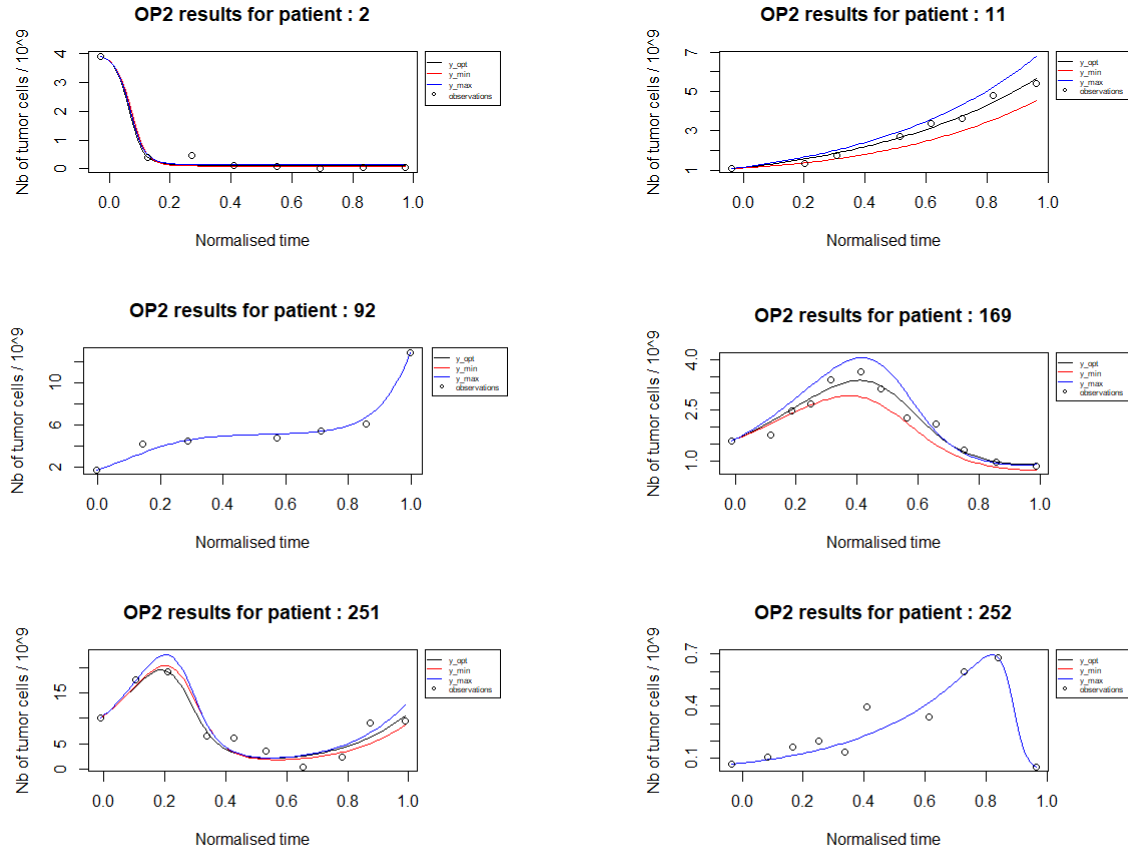 OP2 results for patient : 2
Nb of tumor cells / 10^9
4
3
2
1
0
0.0 0.2 0.4 0.6 0.8 1.0
Normalised time
y_opt
y_min
y_max
observations
OP2 results for patient : 11
Nb of tumor cells / 10^9
7
5
3
1
0.0 0.2 0.4 0.6 0.8 1.0
Normalised time
y_opt
y_min
y_max
observations
OP2 results for patient : 92
Nb of tumor cells / 10^9
10
6
2
0.0 0.2 0.4 0.6 0.8 1.0
Normalised time
y_opt
y_min
y_max
observations
OP2 results for patient : 169
Nb of tumor cells / 10^9
4.0
2.5
1.0
0.0 0.2 0.4 0.6 0.8 1.0
Normalised time
y_opt
y_min
y_max
observations
OP2 results for patient : 251
Nb of tumor cells / 10^9
15
5
0
0.0 0.2 0.4 0.6 0.8 1.0
Normalised time
y_opt
y_min
y_max
observations
OP2 results for patient : 252
Nb of tumor cells / 10^9
0.7
0.4
0.1
0.0 0.2 0.4 0.6 0.8 1.0
Normalised time
y_opt
y_min
y_max
observations